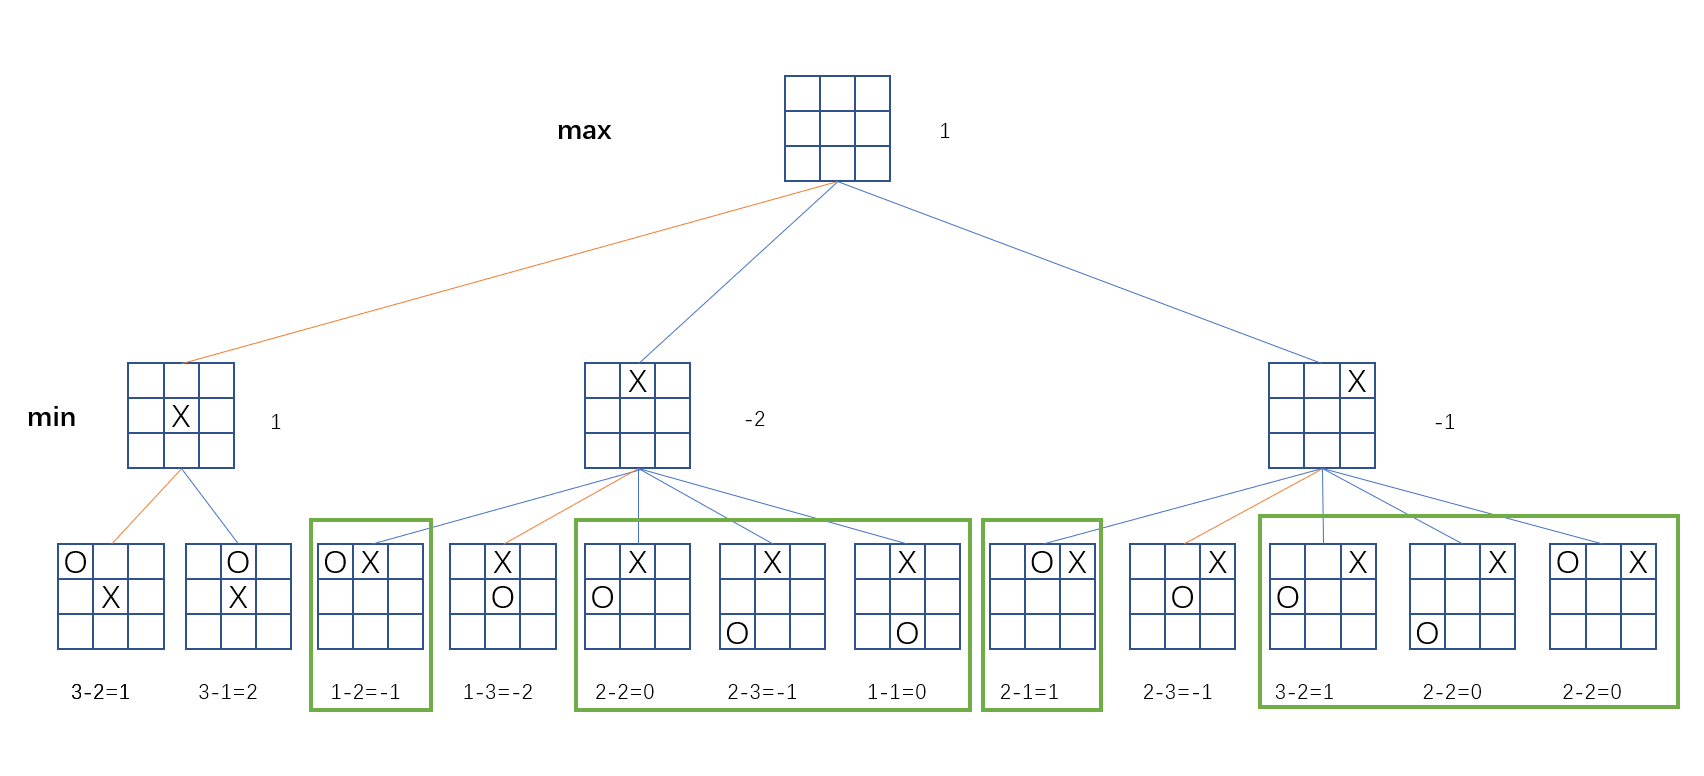 max
1
min
X
1
X
-2
X
-1
O
X
O
X
O X
X
O
X
O
X
O
X
O
O X
X
O
X
O
X
O
O X
3-2=1
3-1=2
1-2=-1
1-3=-2
2-2=0
2-3=-1
1-1=0
2-1=1
2-3=-1
3-2=1
2-2=0
2-2=0